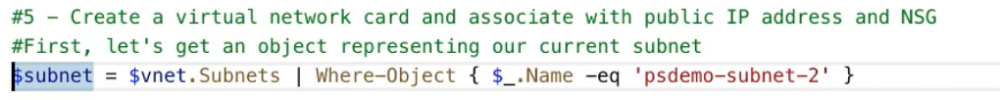 #5 - Create a virtual network card and associate with public IP address and NSG
#First, let's get an object representing our current subnet
$subnet = $vnet.Subnets | Where-Object { $_.Name -eq 'psdemo-subnet-2' }